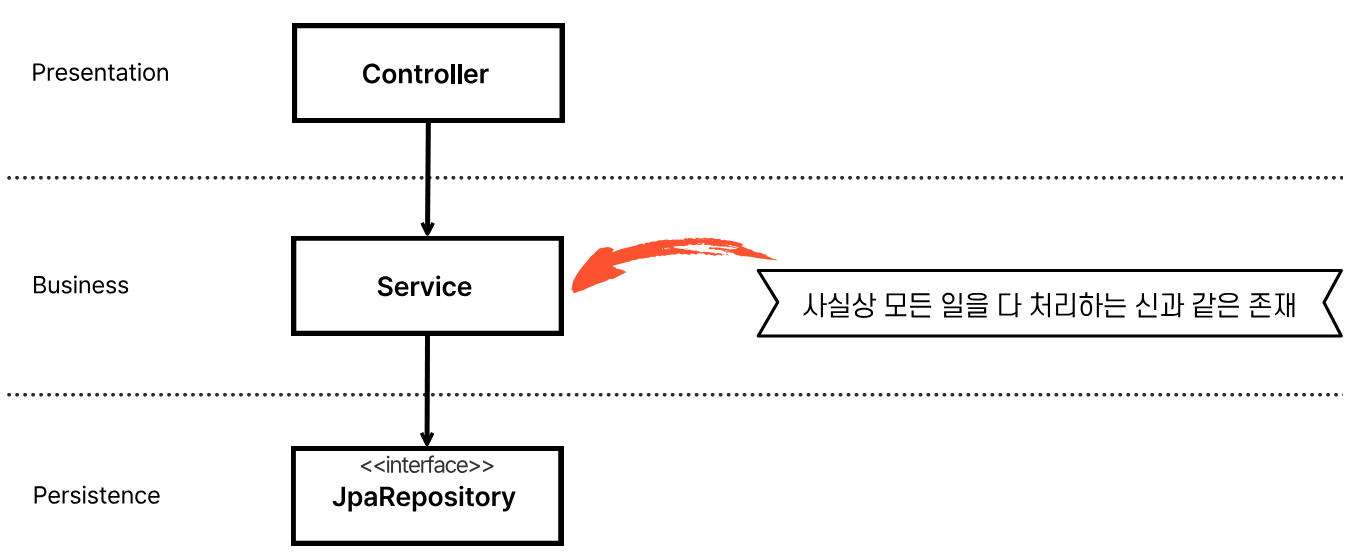 Presentation
Controller
Business
Service
사실상 모든 일을 다 처리하는 신과 같은 존재
<<interface>>
Persistence
JpaRepository